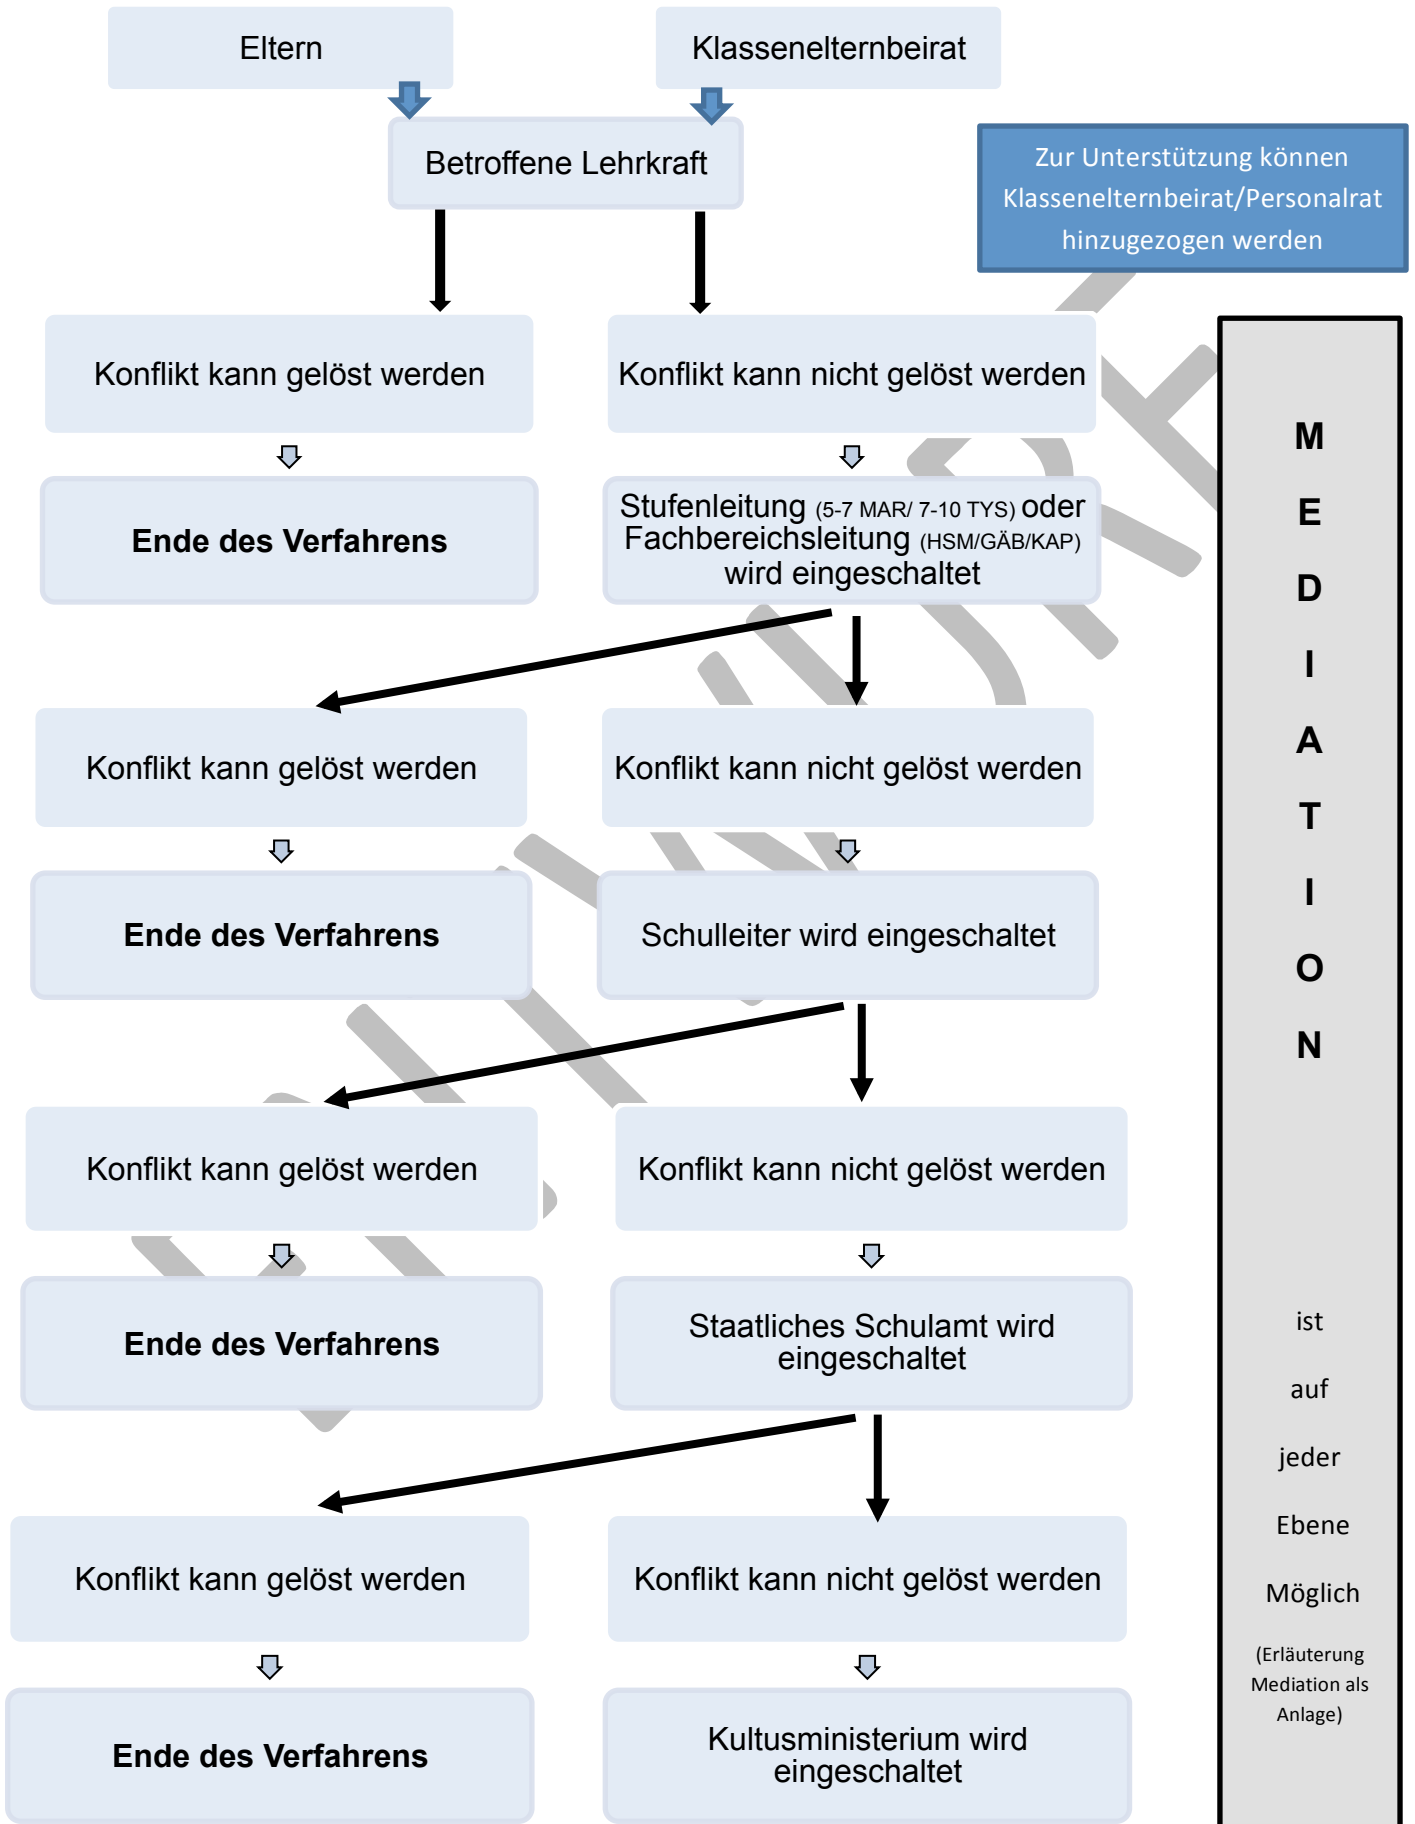 Eltern
Klassenelternbeirat
Betroffene Lehrkraft
Zur Unterstützung können
Klassenelternbeirat/Personalrat
hinzugezogen werden
Konflikt kann gelöst werden
Konflikt kann nicht gelöst werden
Ende des Verfahrens
Stufenleitung (5-7 MAR/ 7-10 TYS) oder
Fachbereichsleitung (HSM/GÄB/KAP)
wird eingeschaltet
Konflikt kann gelöst werden
Konflikt kann nicht gelöst werden
Ende des Verfahrens
Schulleiter wird eingeschaltet
Konflikt kann gelöst werden
Konflikt kann nicht gelöst werden
Ende des Verfahrens
Staatliches Schulamt wird
eingeschaltet
Konflikt kann gelöst werden
Konflikt kann nicht gelöst werden
Ende des Verfahrens
Kultusministerium wird
eingeschaltet
M
E
D
I
A
T
I
O
N
ist
auf
jeder
Ebene
Möglich
(Erläuterung
Mediation als
Anlage)